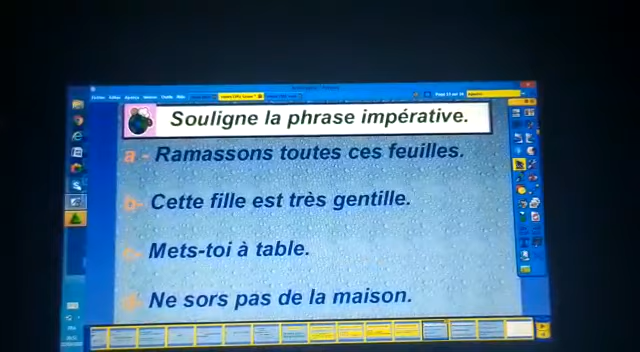 Souligne la phrase impérative.
a - Ramassons toutes ces feuilles.
b- Cette fille est très gentille.
c- Mets-toi à table.
d- Ne sors pas de la maison.